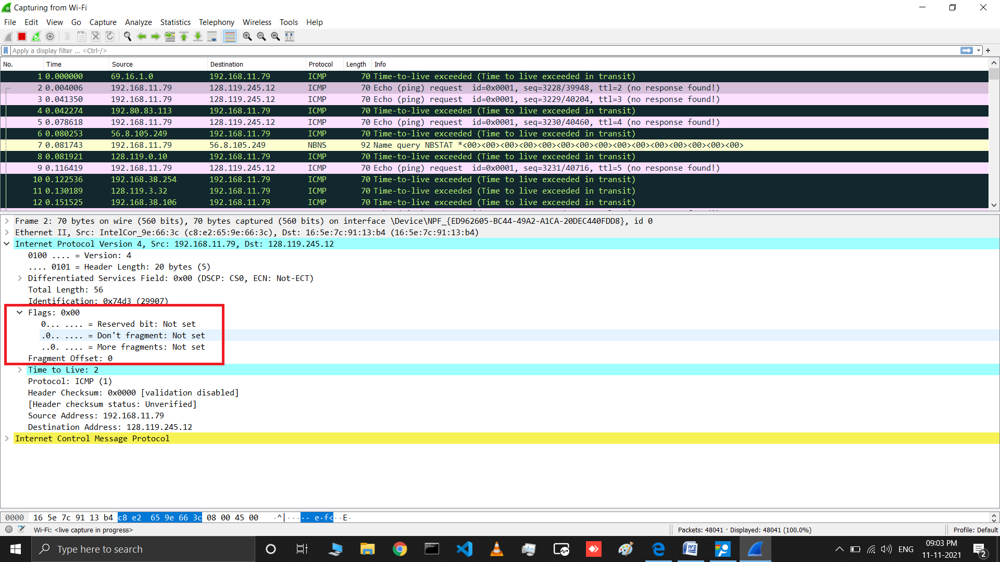 Capturing from Wi-Fi
File Edit View Go Capture Analyze Statistics Telephony Wireless Tools Help
Apply a display filter ... <Ctrl-/>
No. Time Source Destination Protocol Length Info
1 0.000000 69.16.1.0 192.168.11.79 ICMP 70 Time-to-live exceeded (Time to live exceeded in transit)
2 0.004006 192.168.11.79 128.119.245.12 ICMP 70 Echo (ping) request id=0x0001, seq=3228/39948, ttl=2 (no response found!)
3 0.041350 192.168.11.79 128.119.245.12 ICMP 70 Echo (ping) request id=0x0001, seq=3229/40204, ttl=3 (no response found!)
4 0.042274 192.80.83.113 192.168.11.79 ICMP 70 Time-to-live exceeded (Time to live exceeded in transit)
5 0.078618 192.168.11.79 128.119.245.12 ICMP 70 Echo (ping) request id=0x0001, seq=3230/40460, ttl=4 (no response found!)
6 0.080253 56.8.105.249 192.168.11.79 ICMP 70 Time-to-live exceeded (Time to live exceeded in transit)
7 0.081743 192.168.11.79 56.8.105.249 NBNS 92 Name query NBSTAT *<00><00><00><00><00><00><00><00><00><00><00><00><00><00><00>
8 0.081921 128.119.0.10 192.168.11.79 ICMP 70 Time-to-live exceeded (Time to live exceeded in transit)
9 0.116419 192.168.11.79 128.119.245.12 ICMP 70 Echo (ping) request id=0x0001, seq=3231/40716, ttl=5 (no response found!)
10 0.122536 192.168.38.254 192.168.11.79 ICMP 70 Time-to-live exceeded (Time to live exceeded in transit)
11 0.130189 128.119.3.32 192.168.11.79 ICMP 70 Time-to-live exceeded (Time to live exceeded in transit)
12 0.151525 192.168.38.106 192.168.11.79 ICMP 70 Time-to-live exceeded (Time to live exceeded in transit)
Frame 2: 70 bytes on wire (560 bits), 70 bytes captured (560 bits) on interface \Device\NPF_{ED962605-BC44-49A2-A1CA-20DEC440FDD8}, id 0
Ethernet II, Src: IntelCor_9e:66:3c (c8:e2:65:9e:66:3c), Dst: 16:5e:7c:91:13:b4 (16:5e:7c:91:13:b4)
Internet Protocol Version 4, Src: 192.168.11.79, Dst: 128.119.245.12
0100 .... = Version: 4
.... 0101 = Header Length: 20 bytes (5)
Differentiated Services Field: 0x00 (DSCP: CS0, ECN: Not-ECT)
Total Length: 56
Identification: 0x74d3 (29907)
Flags: 0x00
0... .... = Reserved bit: Not set
.0.. .... = Don't fragment: Not set
..0. .... = More fragments: Not set
Fragment Offset: 0
Time to Live: 2
Protocol: ICMP (1)
Header Checksum: 0x0000 [validation disabled]
[Header checksum status: Unverified]
Source Address: 192.168.11.79
Destination Address: 128.119.245.12
Internet Control Message Protocol
0000 16 5e 7c 91 13 b4 c8 e2 65 9e 66 3c 08 00 45 00 ·^|····· e·f<··E·
Wi-Fi: <live capture in progress> Packets: 48041 · Displayed: 48041 (100.0%) Profile: Default
Type here to search ENG 09:03 PM
11-11-2021 2